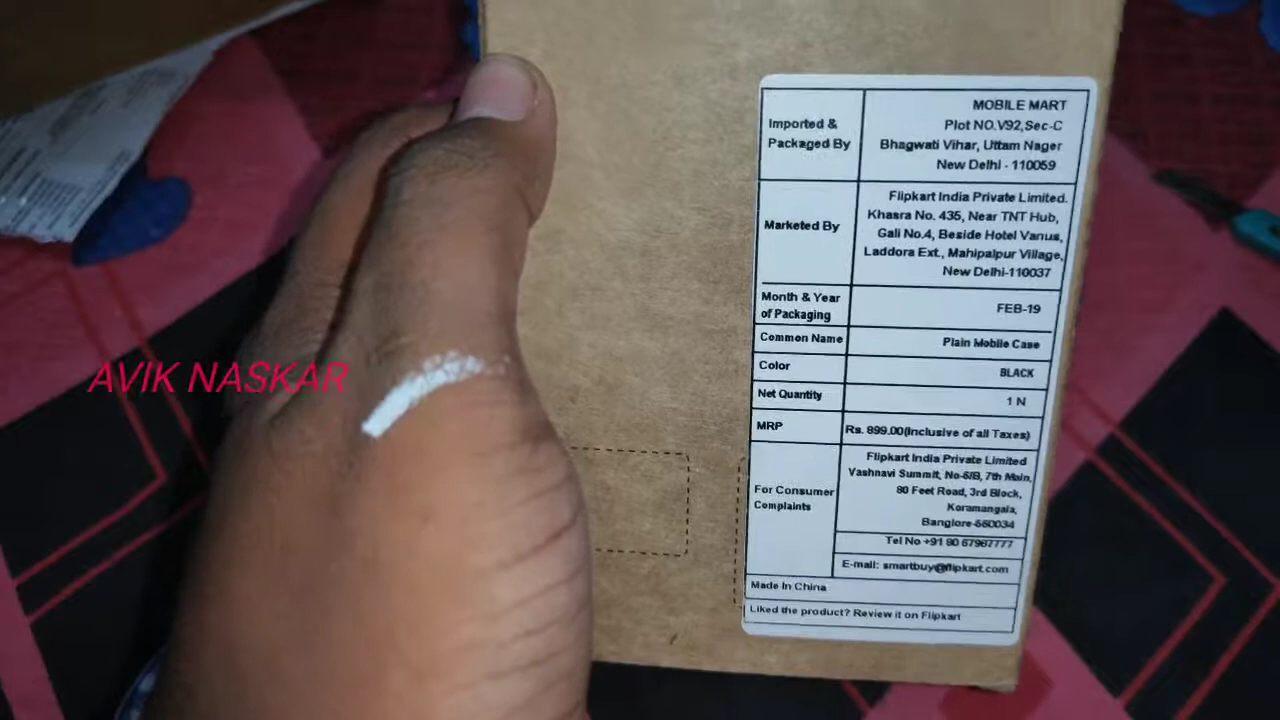 AVIK NASKAR
Imported &
Packaged By
MOBILE MART
Plot NO.V92,Sec-C
Bhagwati Vihar, Uttam Nager
New Delhi - 110059
Marketed By
Flipkart India Private Limited.
Khasra No. 435, Near TNT Hub,
Gali No.4, Beside Hotel Vanus,
Laddora Ext., Mahipalpur Village,
New Delhi-110037
Month & Year
of Packaging
FEB-19
Common Name
Plain Mobile Case
Color
BLACK
Net Quantity
1 N
MRP
Rs. 899.00(Inclusive of all Taxes)
For Consumer
Complaints
Flipkart India Private Limited
Vashnavi Summit, No-6/B, 7th Main,
80 Feet Road, 3rd Block,
Koramangala,
Banglore-560034
Tel No +91 80 67987777
E-mail: smartbuy@flipkart.com
Made In China
Liked the product? Review it on Flipkart